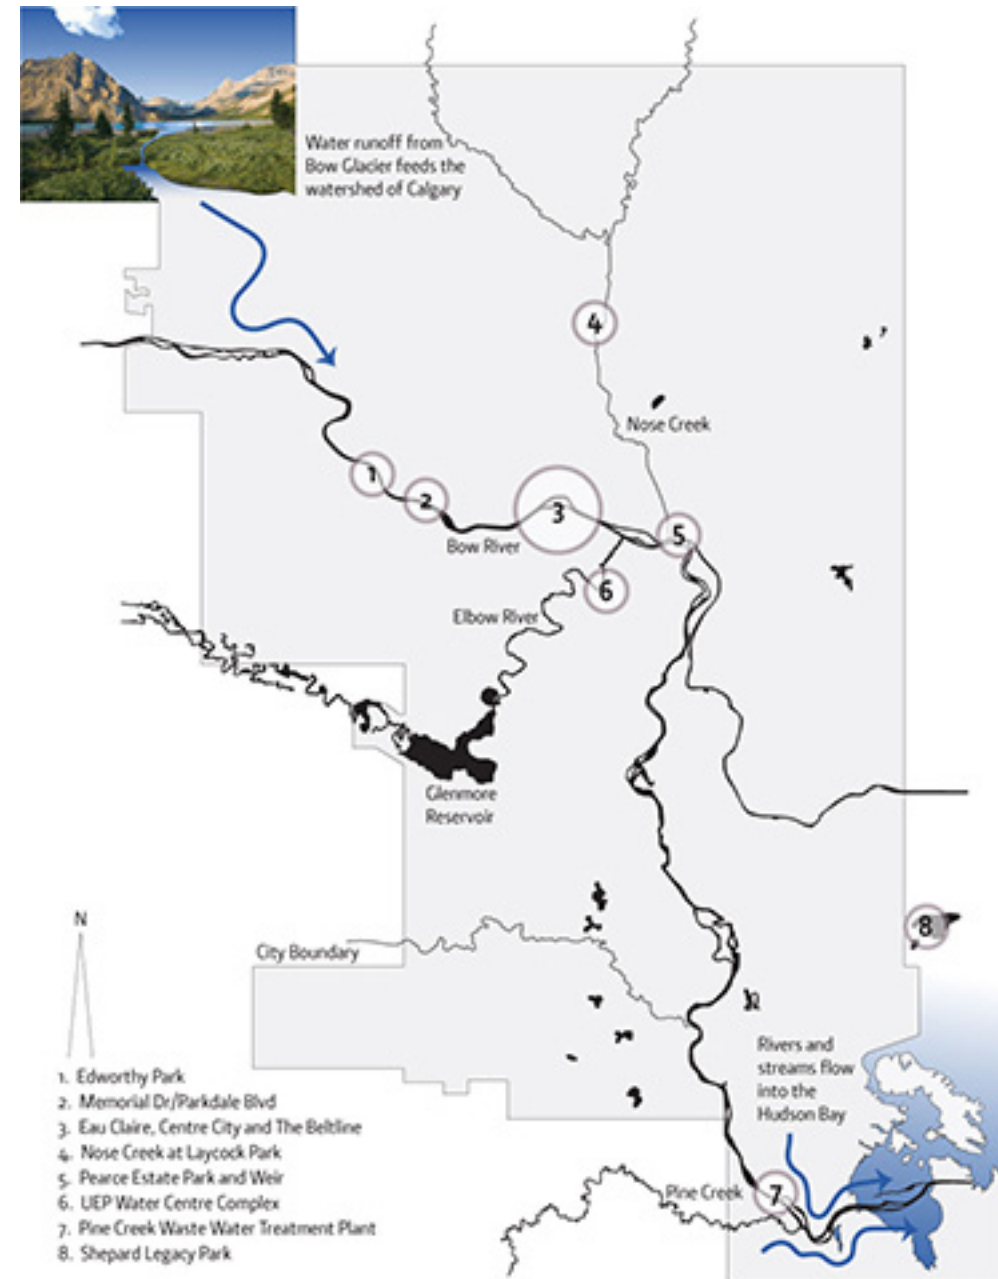 Water runoff from
Bow Glacier feeds the
watershed of Calgary
4
Nose Creek
1
2
3
5
Bow River
6
Elbow River
Glenmore
Reservoir
N
8
City Boundary
Rivers and
streams flow
into the
Hudson Bay
Pine Creek
7
1. Edworthy Park
2. Memorial Dr/Parkdale Blvd
3. Eau Claire, Centre City and The Beltline
4. Nose Creek at Laycock Park
5. Pearce Estate Park and Weir
6. UEP Water Centre Complex
7. Pine Creek Waste Water Treatment Plant
8. Shepard Legacy Park